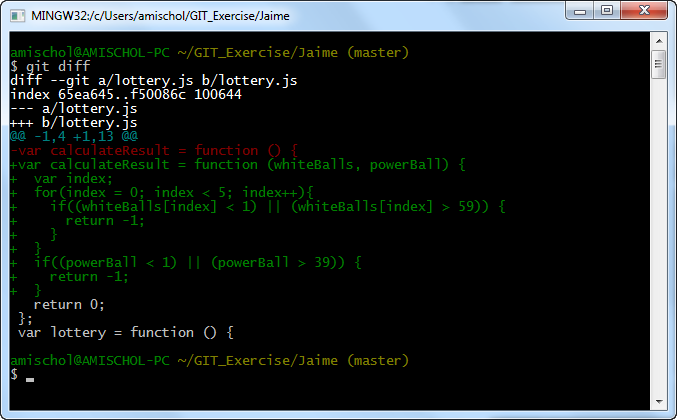 MINGW32:/c/Users/amischol/GIT_Exercise/Jaime
amischol@AMISCHOL-PC ~/GIT_Exercise/Jaime (master)
$ git diff
diff --git a/lottery.js b/lottery.js
index 65ea645..f50086c 100644
--- a/lottery.js
+++ b/lottery.js
@@ -1,4 +1,13 @@
-var calculateResult = function () {
+var calculateResult = function (whiteBalls, powerBall) {
+  var index;
+  for(index = 0; index < 5; index++){
+    if((whiteBalls[index] < 1) || (whiteBalls[index] > 59)) {
+      return -1;
+    }
+  }
+  if((powerBall < 1) || (powerBall > 39)) {
+    return -1;
+  }
   return 0;
 };
 var lottery = function () {
amischol@AMISCHOL-PC ~/GIT_Exercise/Jaime (master)
$